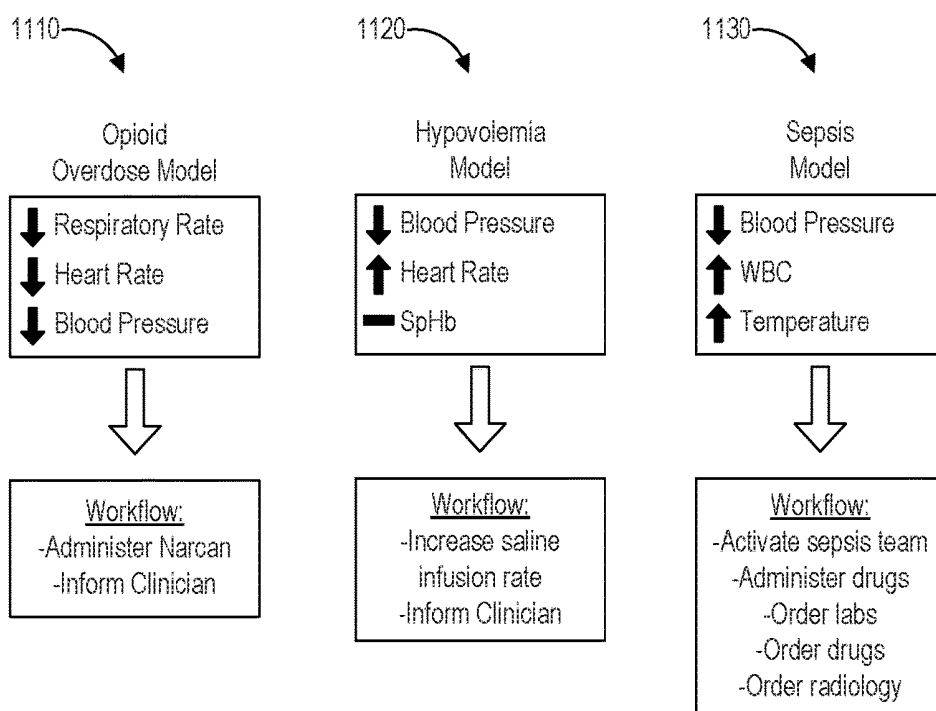 1110
1120
1130
Opioid
Overdose Model
Respiratory Rate
Heart Rate
Blood Pressure
Workflow:
-Administer Narcan
-Inform Clinician
Hypovolemia
Model
Blood Pressure
Heart Rate
SpHb
Workflow:
-Increase saline
infusion rate
-Inform Clinician
Sepsis
Model
Blood Pressure
WBC
Temperature
Workflow:
-Activate sepsis team
-Administer drugs
-Order labs
-Order drugs
-Order radiology